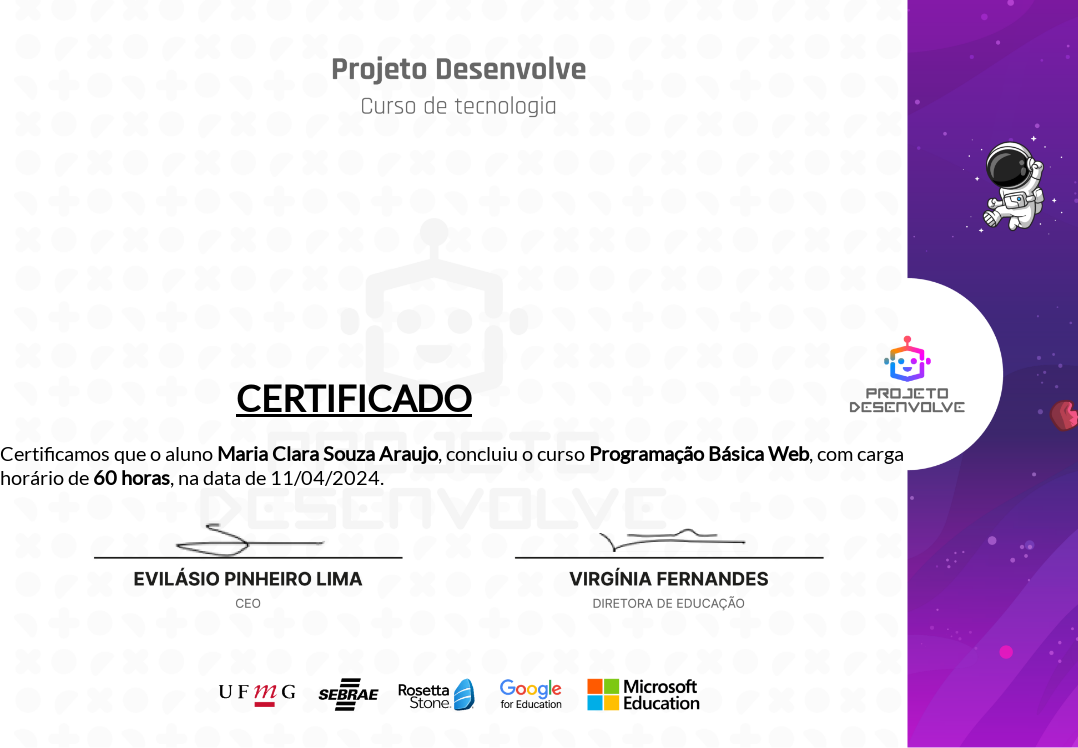 Projeto Desenvolve
Curso de tecnologia
PROJETO
DESENVOLVE
CERTIFICADO
Certificamos que o aluno Maria Clara Souza Araujo, concluiu o curso Programação Básica Web, com carga
horário de 60 horas, na data de 11/04/2024.
PROJETO
DESENVOLVE
EVILÁSIO PINHEIRO LIMA
CEO
VIRGÍNIA FERNANDES
DIRETORA DE EDUCAÇÃO
UFmG
SEBRAE
Rosetta
Stone
Google
for Education
Microsoft
Education